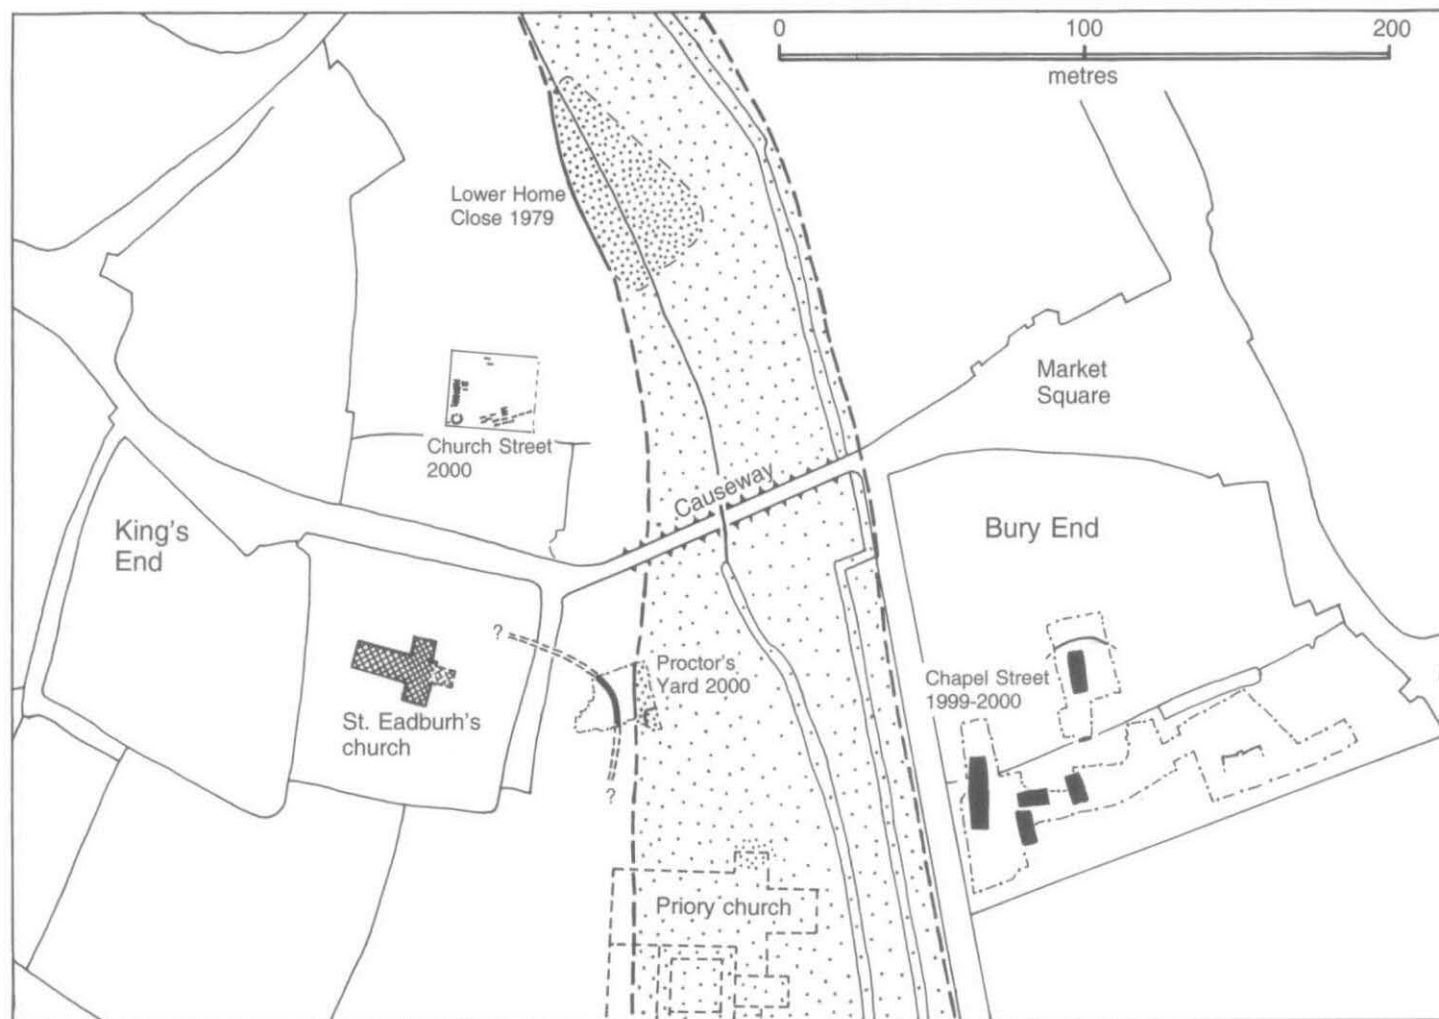 0 100 200
metres
Lower Home
Close 1979
Market
Square
Church Street
2000
Causeway
King's
End
Bury End
?
Proctor's
Yard 2000
Chapel Street
1999-2000
St. Eadburh's
church
?
Priory church